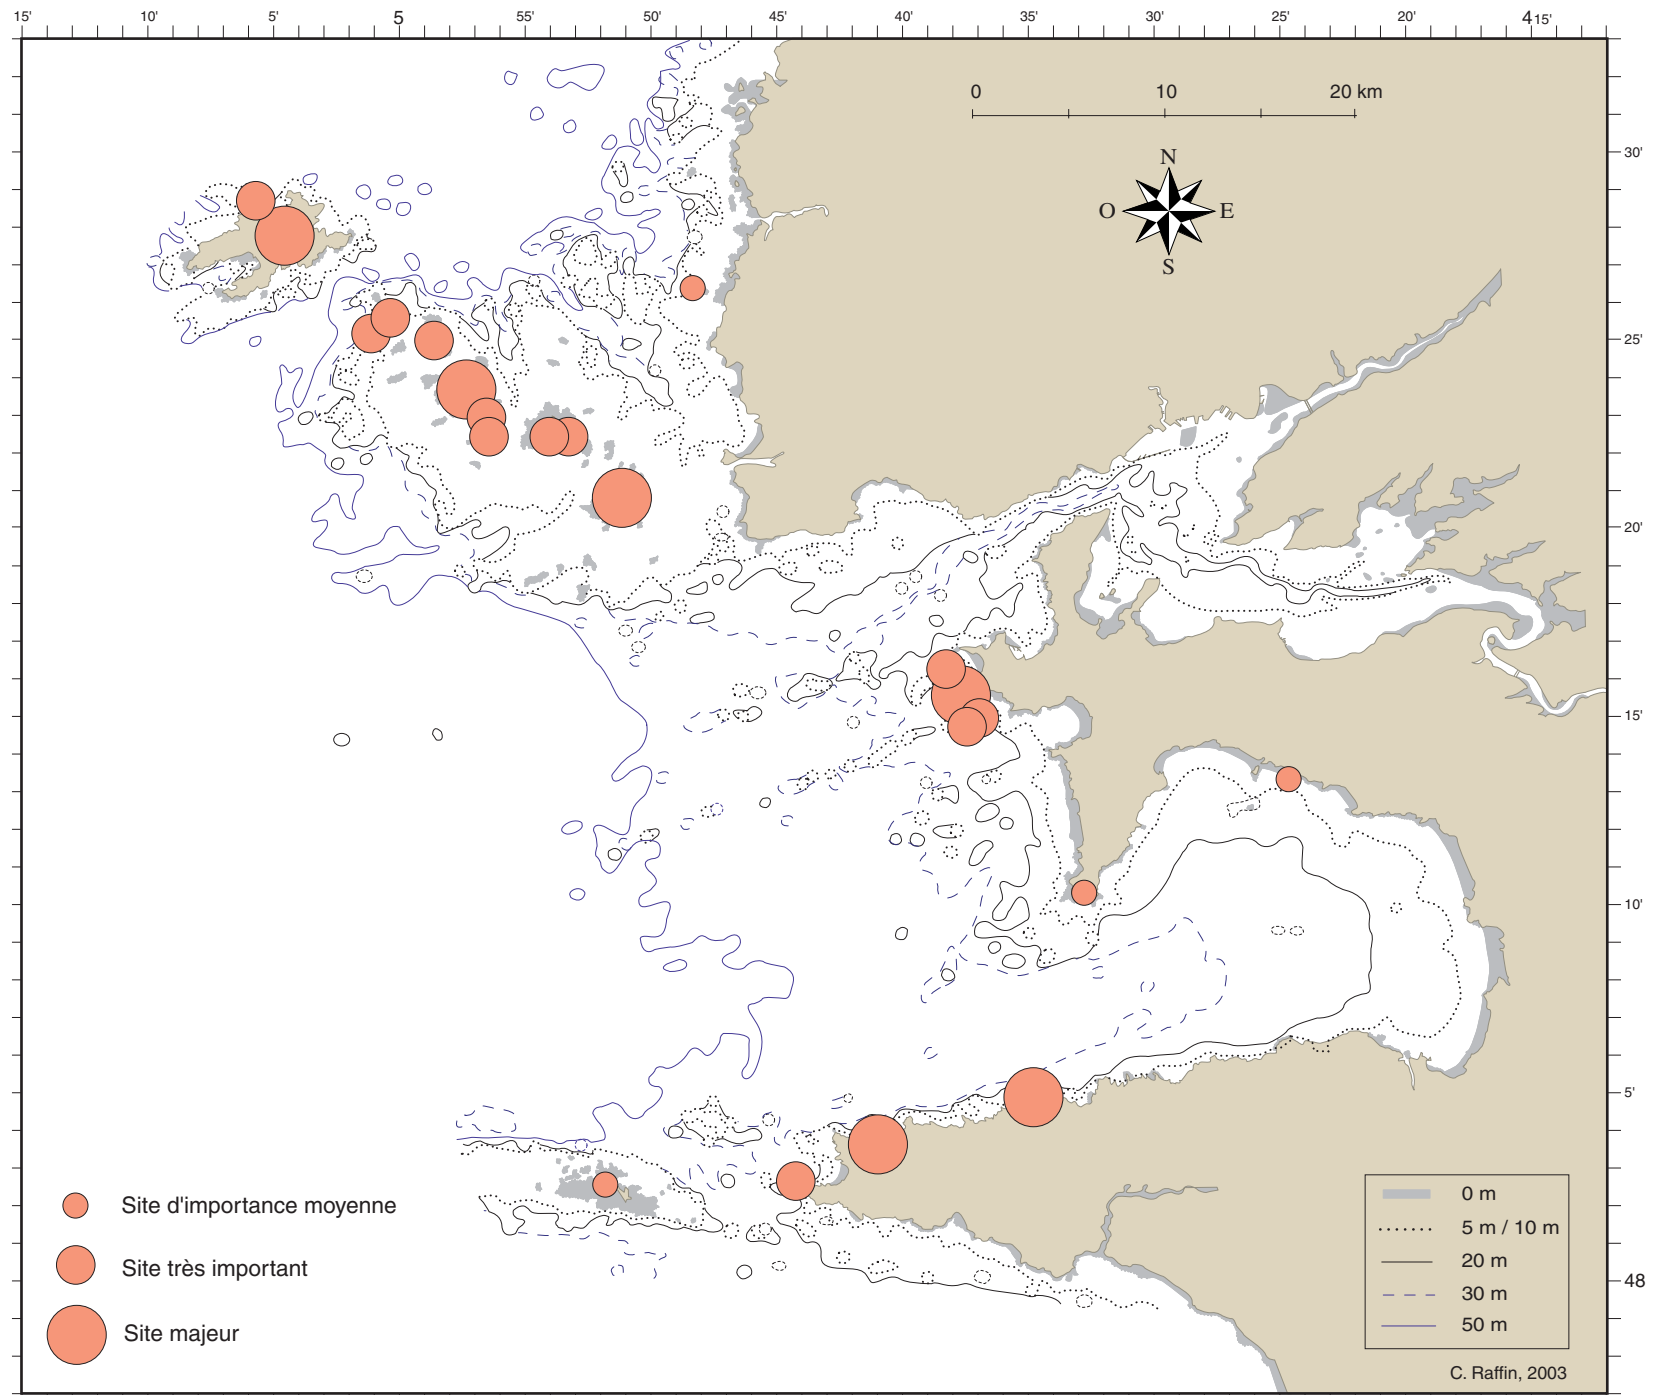 15' 10' 5' 5 55' 50' 45' 40' 35' 30' 25' 20' 4 15'
0 10 20 km
30'
N
O E
S
25'
20'
15'
10'
5'
Site d'importance moyenne
0 m
5 m / 10 m
Site très important
20 m
48
30 m
Site majeur
50 m
C. Raffin, 2003